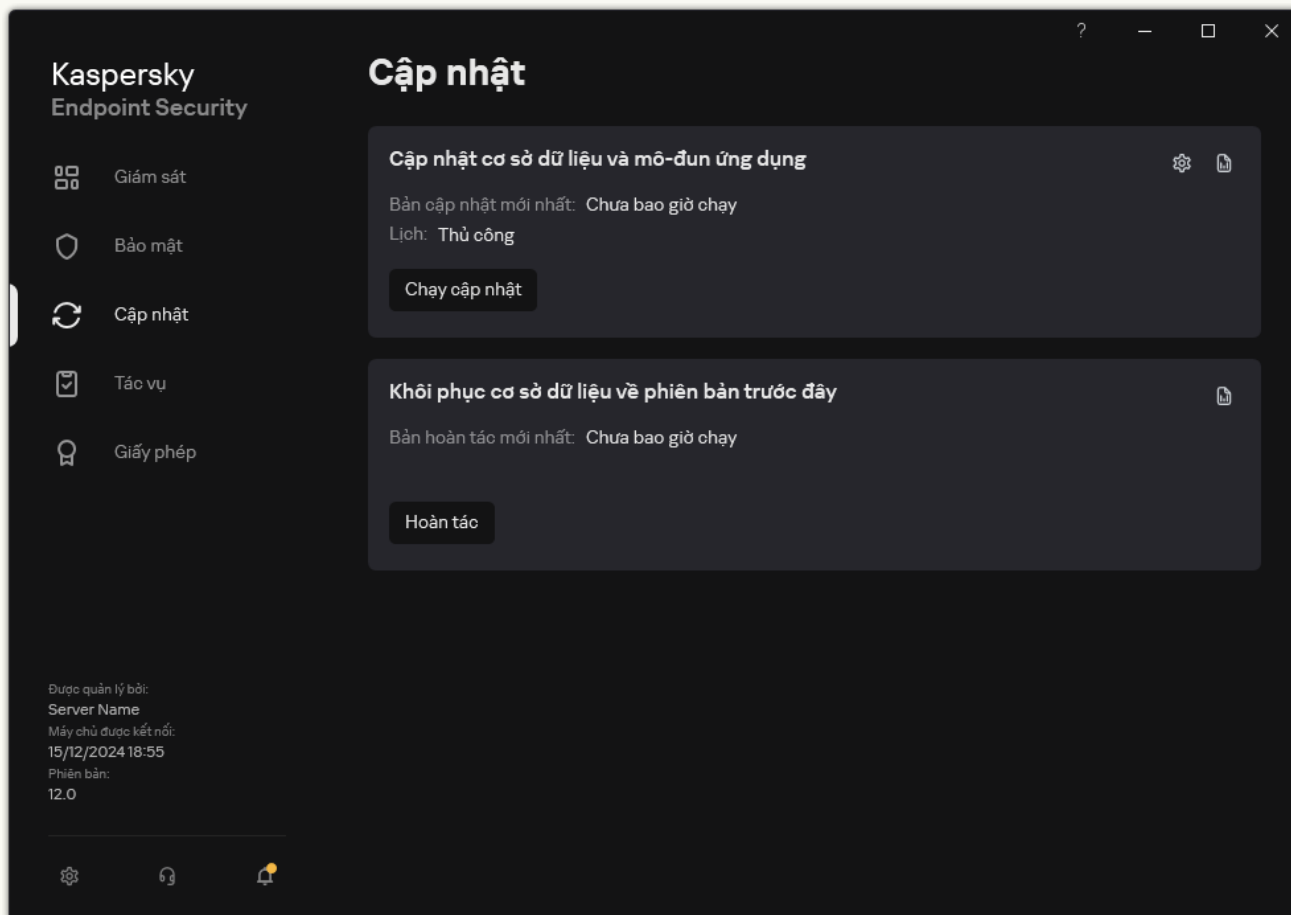 ?
Kaspersky
Endpoint Security
Giám sát
Bảo mật
Cập nhật
Tác vụ
Giấy phép
Được quản lý bởi:
Server Name
Máy chủ được kết nối:
15/12/2024 18:55
Phiên bản:
12.0
Cập nhật
Cập nhật cơ sở dữ liệu và mô-đun ứng dụng
Bản cập nhật mới nhất: Chưa bao giờ chạy
Lịch: Thủ công
Chạy cập nhật
Khôi phục cơ sở dữ liệu về phiên bản trước đây
Bản hoàn tác mới nhất: Chưa bao giờ chạy
Hoàn tác